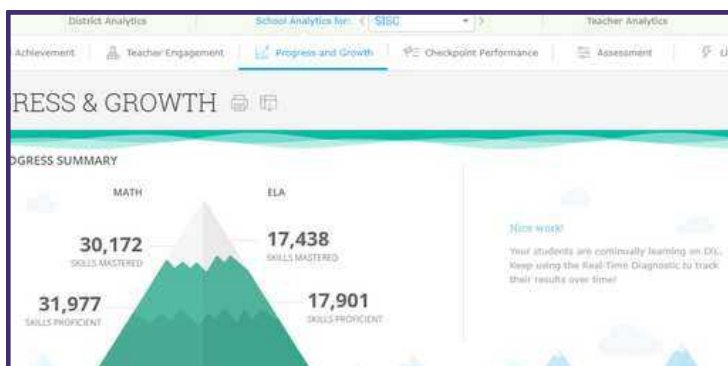 District Analytics
School Analytics for: < SISC >
Teacher Analytics
Achievement
Teacher Engagement
Progress and Growth
Checkpoint Performance
Assessment
RESS & GROWTH
OGRESS SUMMARY
MATH
ELA
30,172
SKILLS MASTERED
17,438
SKILLS MASTERED
31,977
SKILLS PROFICIENT
17,901
SKILLS PROFICIENT
Nice work!
Your students are continually learning on IXL.
Keep using the Real-Time Diagnostic to track
their results over time!